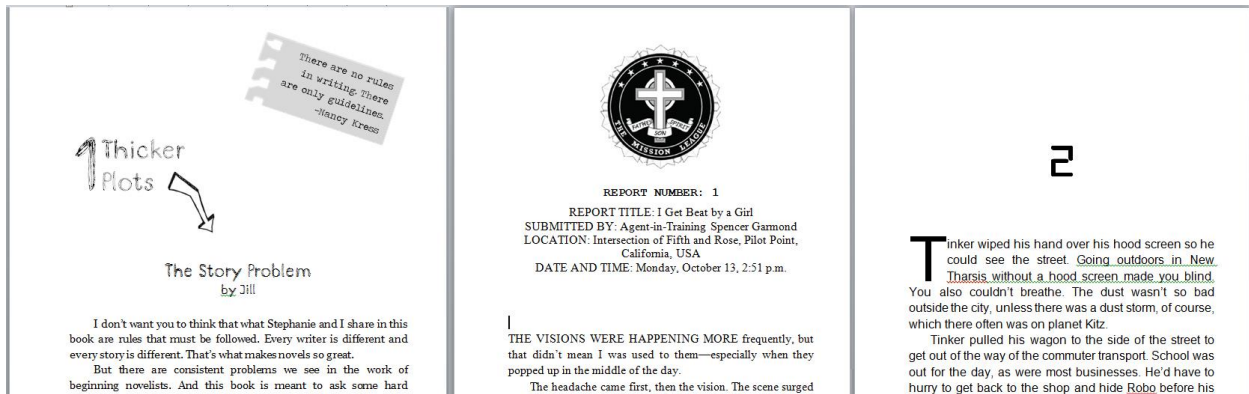 There are no rules
in writing. There
are only guidelines.
-Nancy Kress
1 Thicker
Plots
The Story Problem
by Jill
I don't want you to think that what Stephanie and I share in this
book are rules that must be followed. Every writer is different and
every story is different. That's what makes novels so great.
But there are consistent problems we see in the work of
beginning novelists. And this book is meant to ask some hard
FATHER
SON
SPIRIT
THE MISSION LEAGUE
REPORT NUMBER: 1
REPORT TITLE: I Get Beat by a Girl
SUBMITTED BY: Agent-in-Training Spencer Garmond
LOCATION: Intersection of Fifth and Rose, Pilot Point,
California, USA
DATE AND TIME: Monday, October 13, 2:51 p.m.
THE VISIONS WERE HAPPENING MORE frequently, but
that didn't mean I was used to them—especially when they
popped up in the middle of the day.
The headache came first, then the vision. The scene surged
2
Tinker wiped his hand over his hood screen so he
could see the street. Going outdoors in New
Tharsis without a hood screen made you blind.
You also couldn't breathe. The dust wasn't so bad
outside the city, unless there was a dust storm, of course,
which there often was on planet Kitz.
Tinker pulled his wagon to the side of the street to
get out of the way of the commuter transport. School was
out for the day, as were most businesses. He'd have to
hurry to get back to the shop and hide Robo before his